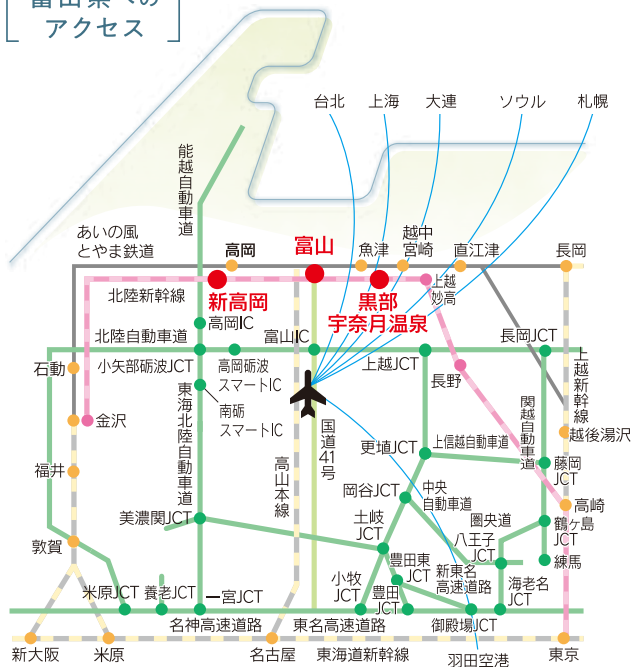 富山県への
アクセス
台北
上海
大連
ソウル
札幌
能越自動車道
あいの風
とやま鉄道
高岡
富山
魚津
越中
宮崎
直江津
長岡
北陸新幹線
新高岡
黒部
宇奈月温泉
上越
妙高
高岡IC
北陸自動車道
富山IC
長岡JCT
石動
小矢部砺波JCT
高岡砺波
スマートIC
上越JCT
上越新幹線
長野
南砺
スマートIC
東海北陸自動車道
金沢
国道41号
関越自動車道
越後湯沢
更埴JCT
上信越自動車道
藤岡
JCT
福井
高山本線
岡谷JCT
中央
自動車道
高崎
美濃関JCT
土岐
JCT
圏央道
八王子
JCT
鶴ヶ島
JCT
敦賀
豊田東
JCT
新東名
高速道路
練馬
米原JCT
養老JCT
一宮JCT
小牧
JCT
豊田
JCT
海老名
JCT
名神高速道路
東名高速道路
御殿場JCT
新大阪
米原
名古屋
東海道新幹線
羽田空港
東京